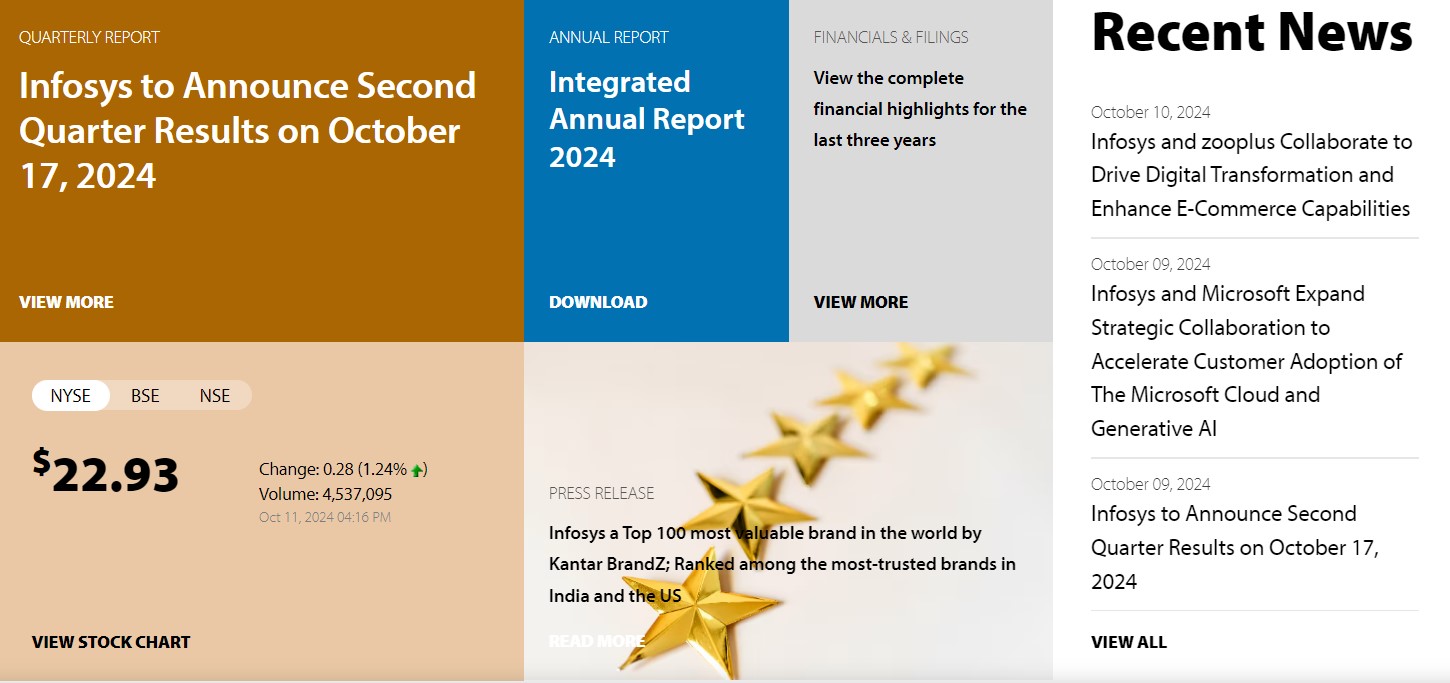 QUARTERLY REPORT
Infosys to Announce Second
Quarter Results on October
17, 2024
VIEW MORE
ANNUAL REPORT
Integrated
Annual Report
2024
DOWNLOAD
FINANCIALS & FILINGS
View the complete
financial highlights for the
last three years
VIEW MORE
NYSE BSE NSE
$22.93
Change: 0.28 (1.24% )
Volume: 4,537,095
Oct 11, 2024 04:16 PM
VIEW STOCK CHART
PRESS RELEASE
Infosys a Top 100 most valuable brand in the world by
Kantar BrandZ; Ranked among the most-trusted brands in
India and the US
READ MORE
Recent News
October 10, 2024
Infosys and zooplus Collaborate to
Drive Digital Transformation and
Enhance E-Commerce Capabilities
October 09, 2024
Infosys and Microsoft Expand
Strategic Collaboration to
Accelerate Customer Adoption of
The Microsoft Cloud and
Generative AI
October 09, 2024
Infosys to Announce Second
Quarter Results on October 17,
2024
VIEW ALL